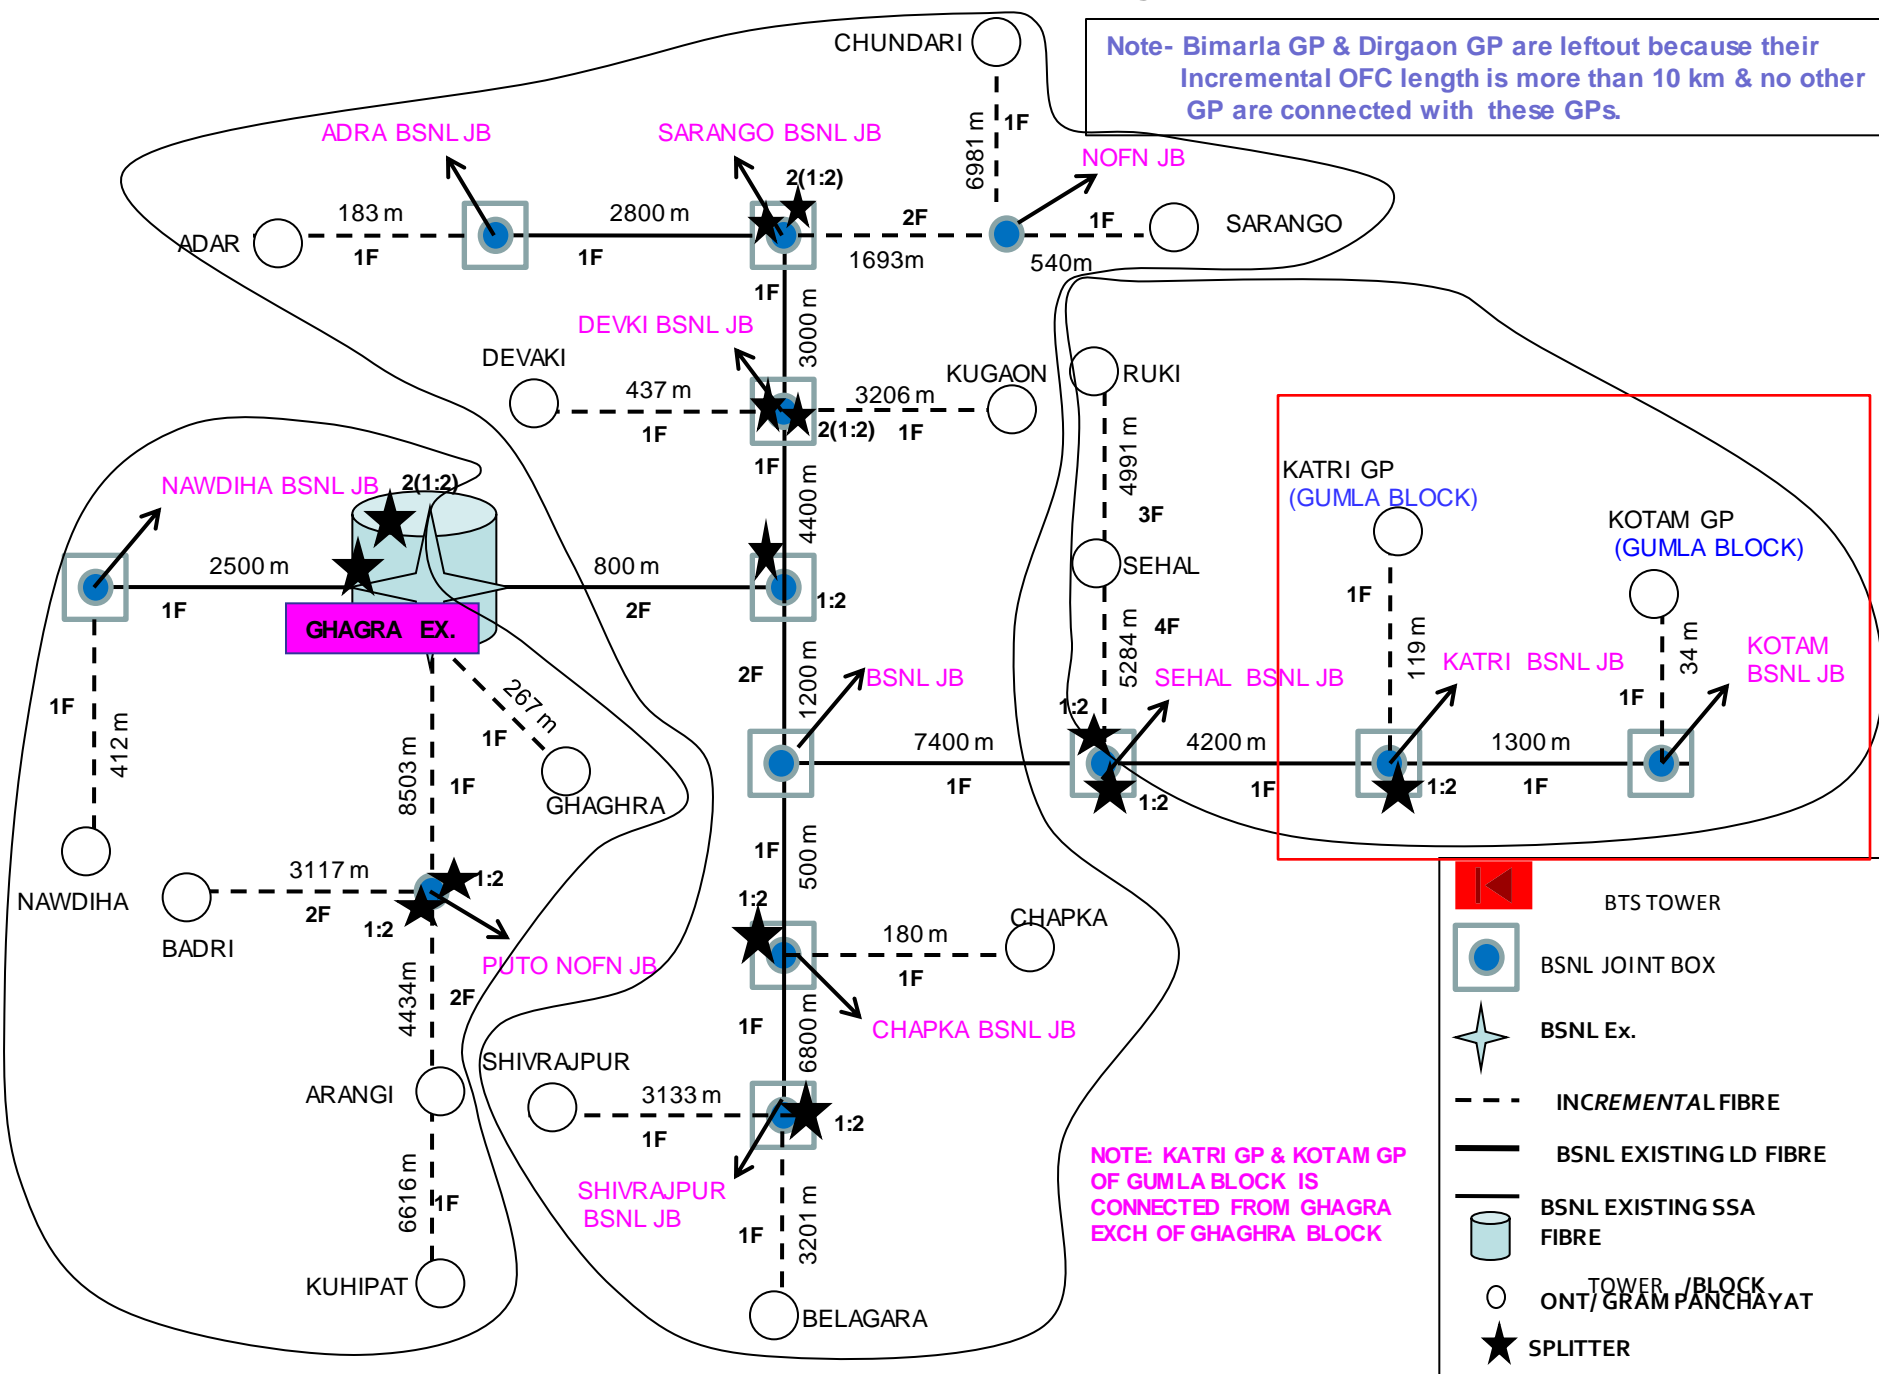 CHUNDARI
Note- Bimarla GP & Dirgaon GP are leftout because their
Incremental OFC length is more than 10 km & no other
GP are connected with these GPs.
ADRA BSNL JB
SARANGO BSNL JB
6981 m
1F
NOFN JB
2(1:2)
183 m
2800 m
2F
1F
SARANGO
ADAR
1F
1F
1693m
540m
1F
3000 m
DEVKI BSNL JB
DEVAKI
KUGAON
RUKI
437 m
3206 m
1F
2(1:2)
1F
1F
4400 m
4991 m
3F
KATRI GP
(GUMLA BLOCK)
KOTAM GP
(GUMLA BLOCK)
NAWDIHA BSNL JB
2(1:2)
2500 m
800 m
SEHAL
1F
2F
1:2
1F
GHAGRA EX.
5284 m
4F
119 m
34 m
KOTAM
BSNL JB
KATRI BSNL JB
1F
2F
1200 m
BSNL JB
SEHAL BSNL JB
1F
267 m
1F
1:2
412 m
8503 m
1F
7400 m
4200 m
1300 m
1F
1:2
1F
1:2
1F
GHAGHRA
1F
500 m
3117 m
1:2
1:2
CHAPKA
NAWDIHA
2F
1:2
180 m
BADRI
1F
PUTO NOFN JB
4434m
2F
1F
6800 m
CHAPKA BSNL JB
SHIVRAJPUR
ARANGI
3133 m
1:2
1F
6616 m
1F
SHIVRAJPUR
BSNL JB
1F
3201 m
KUHIPAT
BELAGARA
NOTE: KATRI GP & KOTAM GP
OF GUMLA BLOCK IS
CONNECTED FROM GHAGRA
EXCH OF GHAGHRA BLOCK
BTS TOWER
BSNL JOINT BOX
BSNL Ex.
INCREMENTAL FIBRE
BSNL EXISTING LD FIBRE
BSNL EXISTING SSA
FIBRE
TOWER /BLOCK
ONT/ GRAM PANCHAYAT
SPLITTER